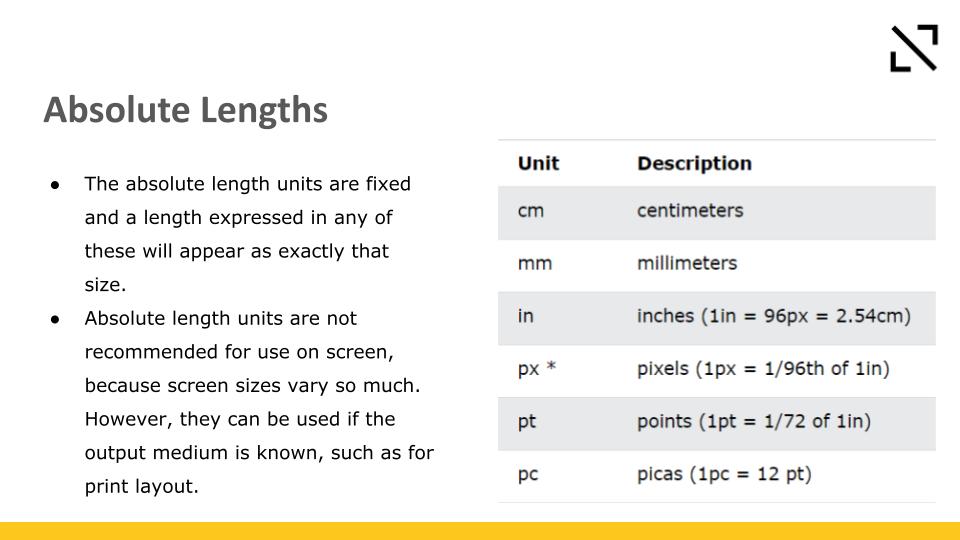 Absolute Lengths
● The absolute length units are fixed
and a length expressed in any of
these will appear as exactly that
size.
● Absolute length units are not
recommended for use on screen,
because screen sizes vary so much.
However, they can be used if the
output medium is known, such as for
print layout.
Unit Description
cm centimeters
mm millimeters
in inches (1in = 96px = 2.54cm)
px * pixels (1px = 1/96th of 1in)
pt points (1pt = 1/72 of 1in)
pc picas (1pc = 12 pt)